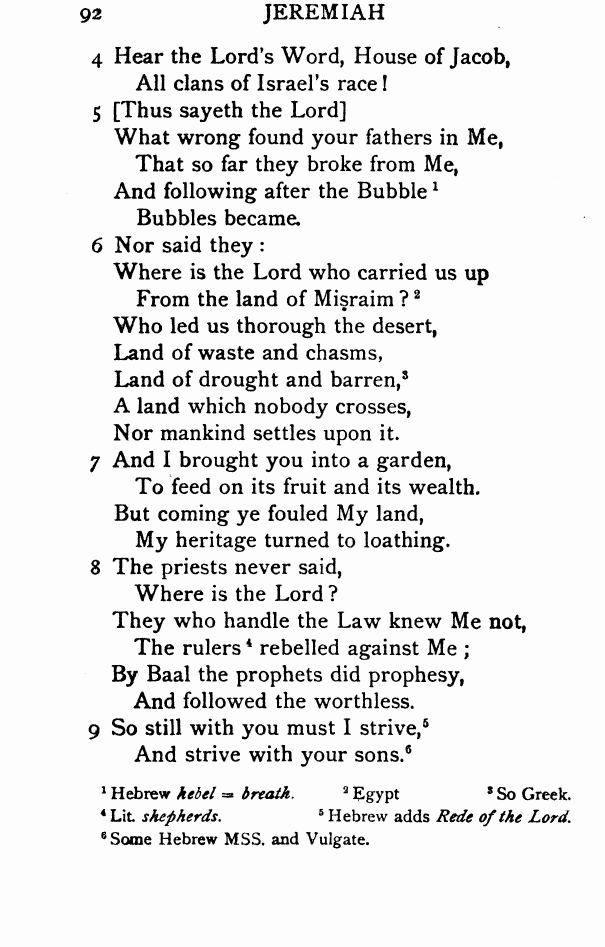 92 JEREMIAH
4 Hear the Lord's Word, House of Jacob,
All clans of Israel's race!
5 [Thus sayeth the Lord]
What wrong found your fathers in Me,
That so far they broke from Me,
And following after the Bubble ¹
Bubbles became.
6 Nor said they :
Where is the Lord who carried us up
From the land of Miṣraim ? ²
Who led us thorough the desert,
Land of waste and chasms,
Land of drought and barren,³
A land which nobody crosses,
Nor mankind settles upon it.
7 And I brought you into a garden,
To feed on its fruit and its wealth.
But coming ye fouled My land,
My heritage turned to loathing.
8 The priests never said,
Where is the Lord ?
They who handle the Law knew Me not,
The rulers ⁴ rebelled against Me ;
By Baal the prophets did prophesy,
And followed the worthless.
9 So still with you must I strive,⁵
And strive with your sons.⁶
¹ Hebrew hebel = breath. ² Egypt ³ So Greek.
⁴ Lit. shepherds. ⁵ Hebrew adds Rede of the Lord.
⁶ Some Hebrew MSS. and Vulgate.